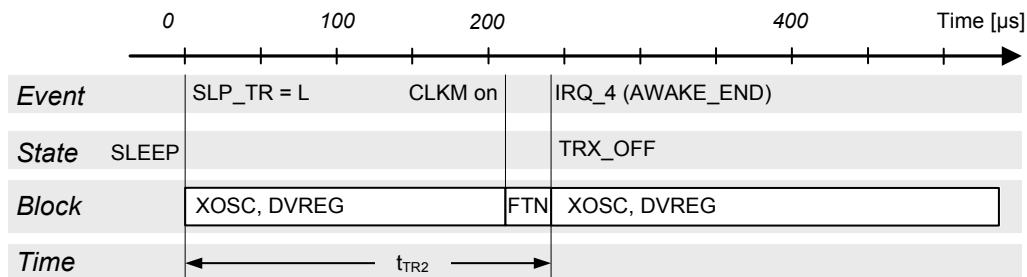 0 100 200 400 Time [µs]
Event SLP_TR = L CLKM on IRQ_4 (AWAKE_END)
State SLEEP TRX_OFF
Block XOSC, DVREG FTN XOSC, DVREG
Time tTR2